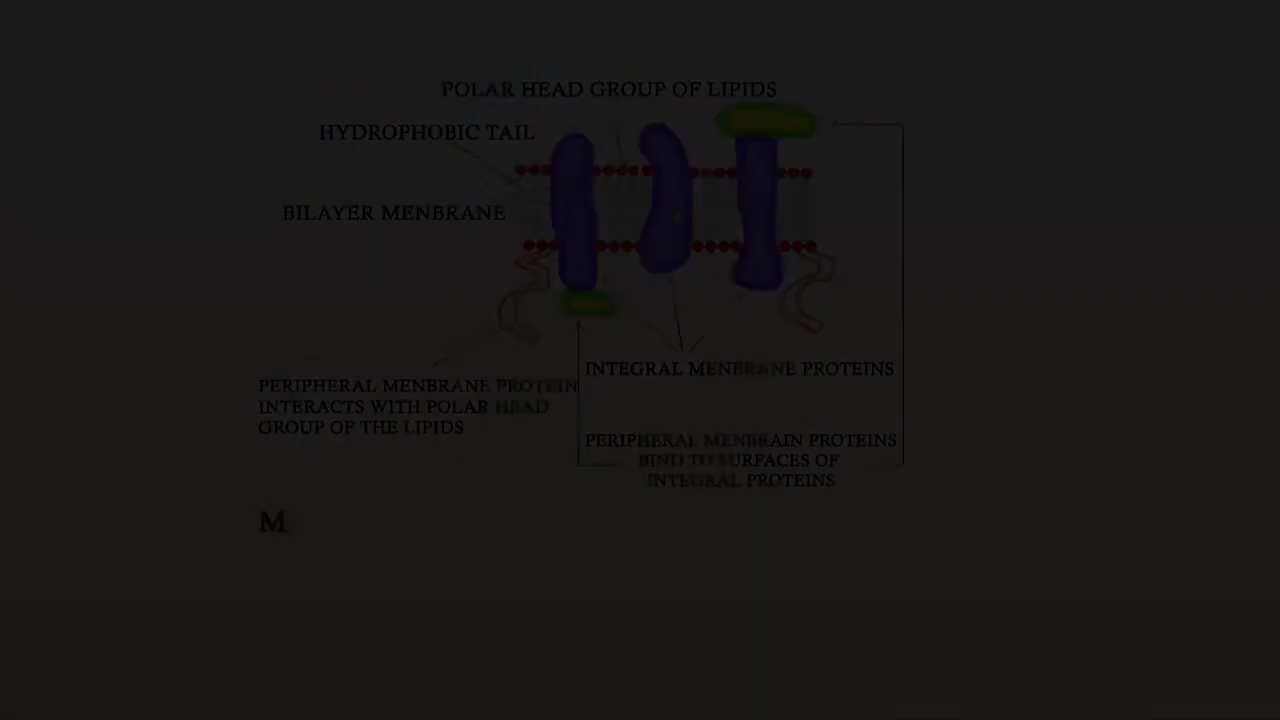 POLAR HEAD GROUP OF LIPIDS
HYDROPHOBIC TAIL
BILAYER MENBRANE
INTEGRAL MENBRANE PROTEINS
PERIPHERAL MENBRANE PROTEIN
INTERACTS WITH POLAR HEAD
GROUP OF THE LIPIDS
PERIPHERAL MENBRAIN PROTEINS
BIND TO SURFACES OF
INTEGRAL PROTEINS
M